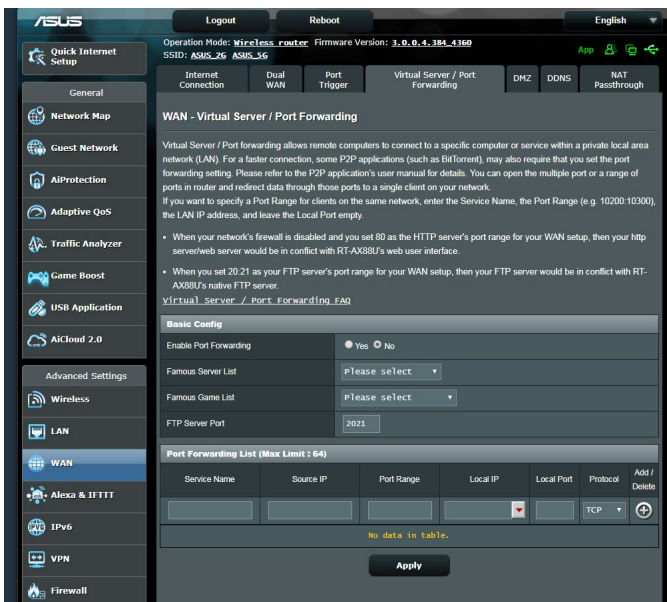 ASUS
Logout
Reboot
English
Quick Internet
Setup
Operation Mode: Wireless router Firmware Version: 3.0.0.4.384_4360
SSID: ASUS_2G ASUS_5G
App
Internet
Connection
Dual
WAN
Port
Trigger
Virtual Server / Port
Forwarding
DMZ
DDNS
NAT
Passthrough
General
Network Map
Guest Network
AiProtection
Adaptive QoS
Traffic Analyzer
Game Boost
USB Application
AiCloud 2.0
Advanced Settings
Wireless
LAN
WAN
Alexa & IFTTT
IPv6
VPN
Firewall
WAN - Virtual Server / Port Forwarding
Virtual Server / Port forwarding allows remote computers to connect to a specific computer or service within a private local area
network (LAN). For a faster connection, some P2P applications (such as BitTorrent), may also require that you set the port
forwarding setting. Please refer to the P2P application's user manual for details. You can open the multiple port or a range of
ports in router and redirect data through those ports to a single client on your network.
If you want to specify a Port Range for clients on the same network, enter the Service Name, the Port Range (e.g. 10200:10300),
the LAN IP address, and leave the Local Port empty.
• When your network's firewall is disabled and you set 80 as the HTTP server's port range for your WAN setup, then your http
server/web server would be in conflict with RT-AX88U's web user interface.
• When you set 20:21 as your FTP server's port range for your WAN setup, then your FTP server would be in conflict with RT-
AX88U's native FTP server.
Virtual Server / Port Forwarding FAQ
Basic Config
Enable Port Forwarding
Yes No
Famous Server List
Please select
Famous Game List
Please select
FTP Server Port
2021
Port Forwarding List (Max Limit : 64)
Service Name
Source IP
Port Range
Local IP
Local Port
Protocol
Add /
Delete
TCP
No data in table.
Apply